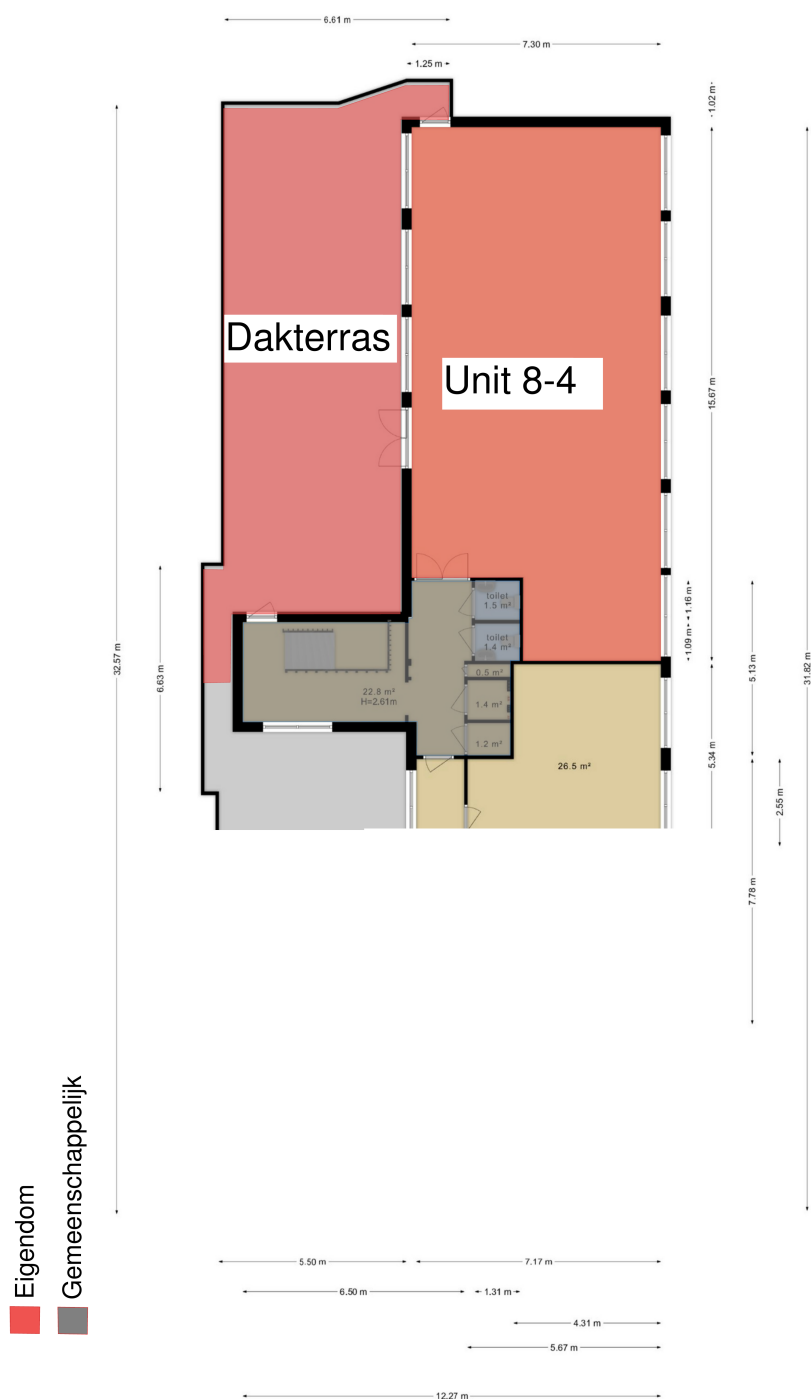 6.61 m
7.30 m
1.25 m
1.02 m
Dakterras
Unit 8-4
15.67 m
toilet
1.5 m²
toilet
1.4 m²
1.16 m
1.09 m
0.5 m²
22.8 m²
H=2.61m
1.4 m²
1.2 m²
26.5 m²
32.57 m
6.63 m
5.13 m
31.82 m
5.34 m
2.55 m
7.78 m
Eigendom
Gemeenschappelijk
5.50 m
7.17 m
6.50 m
1.31 m
4.31 m
5.67 m
12.27 m